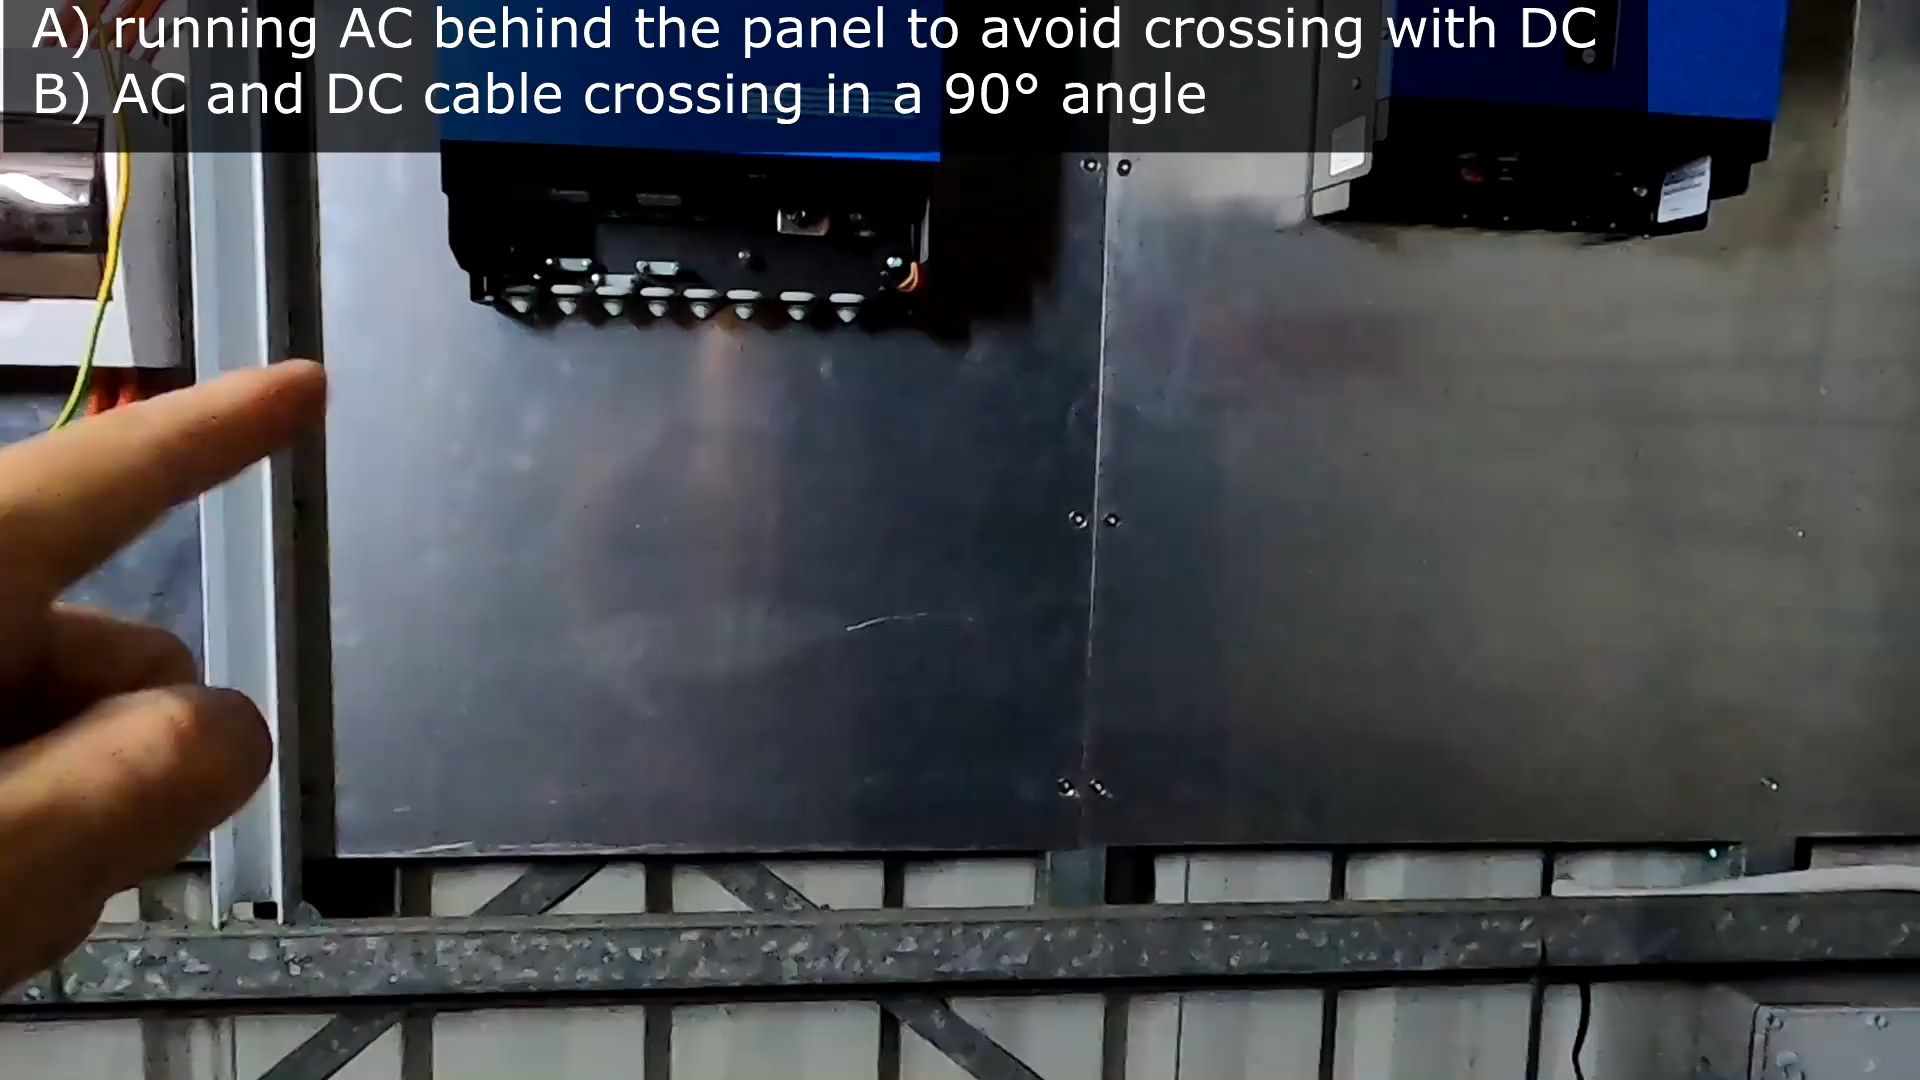 A) running AC behind the panel to avoid crossing with DC
B) AC and DC cable crossing in a 90° angle